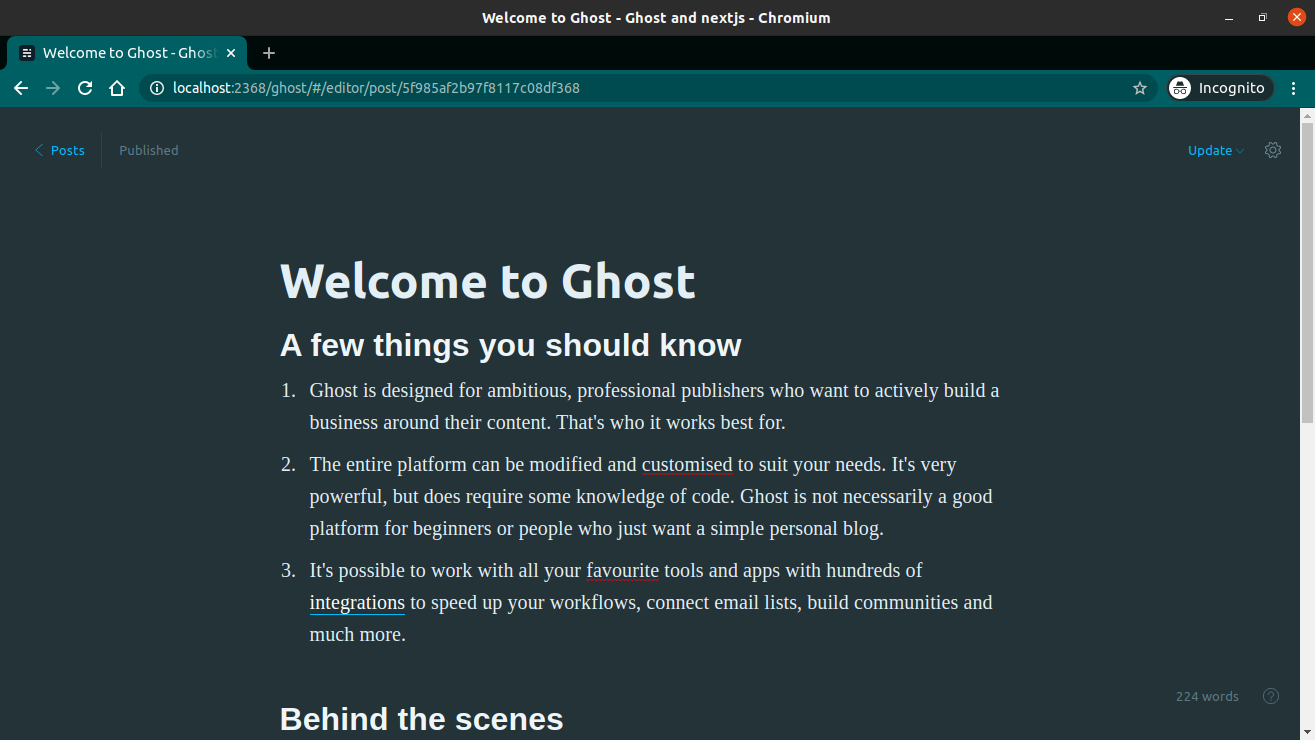 Welcome to Ghost - Ghost and nextjs - Chromium
Welcome to Ghost - Ghost
localhost:2368/ghost/#/editor/post/5f985af2b97f8117c08df368
Incognito
Posts
Published
Update
Welcome to Ghost
A few things you should know
1. Ghost is designed for ambitious, professional publishers who want to actively build a
business around their content. That's who it works best for.
2. The entire platform can be modified and customised to suit your needs. It's very
powerful, but does require some knowledge of code. Ghost is not necessarily a good
platform for beginners or people who just want a simple personal blog.
3. It's possible to work with all your favourite tools and apps with hundreds of
integrations to speed up your workflows, connect email lists, build communities and
much more.
224 words
Behind the scenes